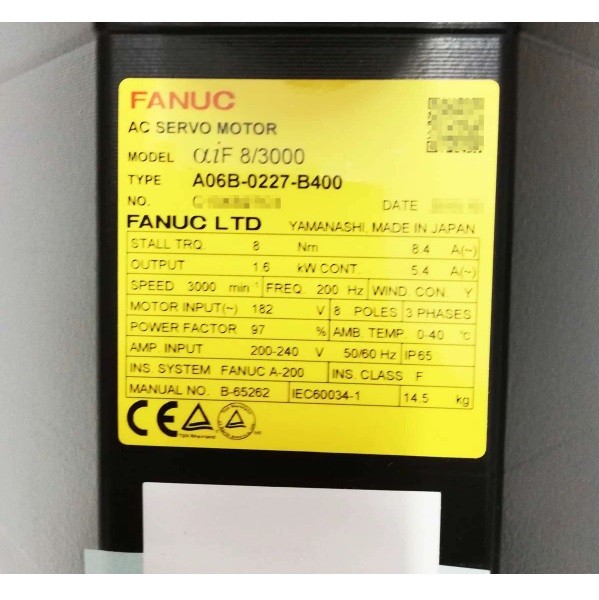 FANUC
AC SERVO MOTOR
MODEL αiF 8/3000
TYPE A06B-0227-B400
NO.
DATE
FANUC LTD YAMANASHI, MADE IN JAPAN
STALL TRQ. 8 Nm 8.4 A(~)
OUTPUT 1.6 kW CONT. 5.4 A(~)
SPEED 3000 min⁻¹ FREQ. 200 Hz WIND. CON. Y
MOTOR INPUT(~) 182 V 8 POLES 3 PHASES
POWER FACTOR 97 % AMB. TEMP. 0-40 ℃
AMP. INPUT 200-240 V 50/60 Hz IP65
INS. SYSTEM FANUC A-200 INS. CLASS F
MANUAL NO. B-65262 IEC60034-1 14.5 kg
CE